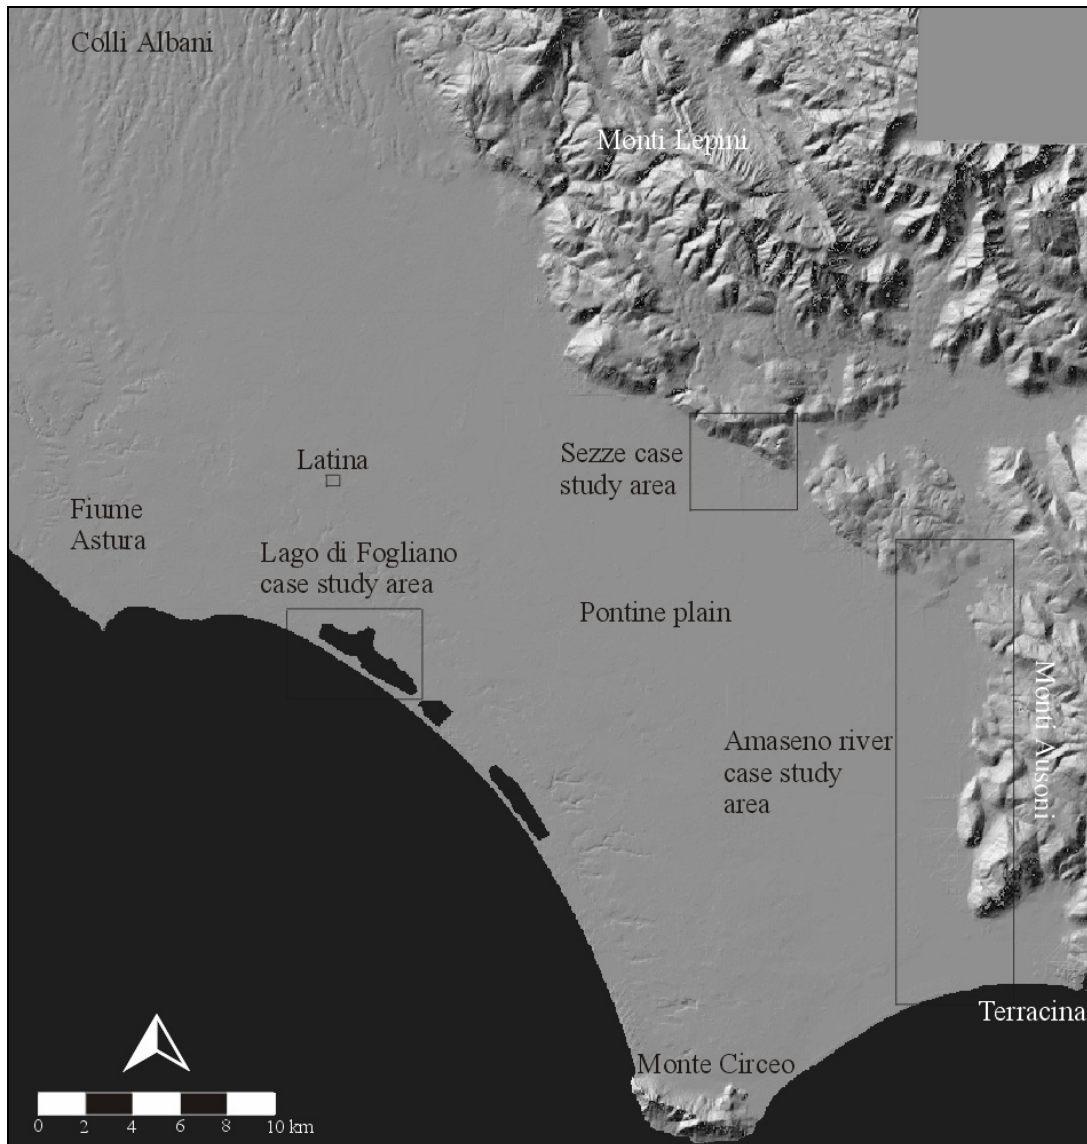 Colli Albani
Monti Lepini
Sezze case
study area
Latina
Fiume
Astura
Lago di Fogliano
case study area
Pontine plain
Monti Ausoni
Amaseno river
case study
area
Terracina
Monte Circeo
0 2 4 6 8 10 km